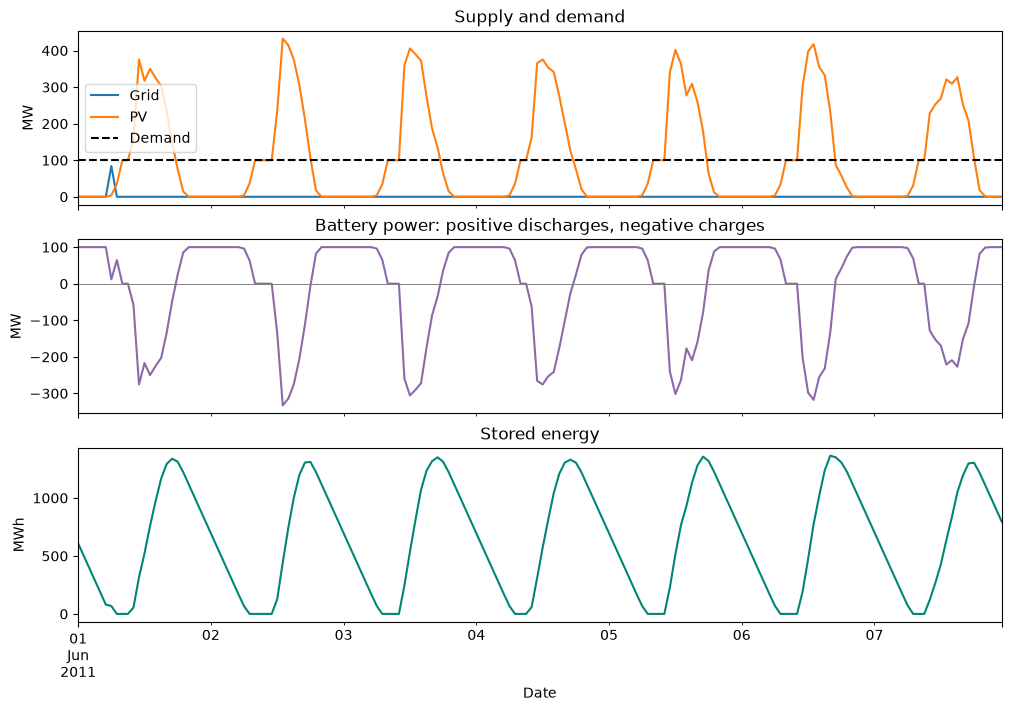 Supply and demand
400
300
200
100
0
MW
Grid
PV
Demand
Battery power: positive discharges, negative charges
100
0
−100
−200
−300
MW
Stored energy
1000
500
0
MWh
01 02 03 04 05 06 07
Jun
2011
Date